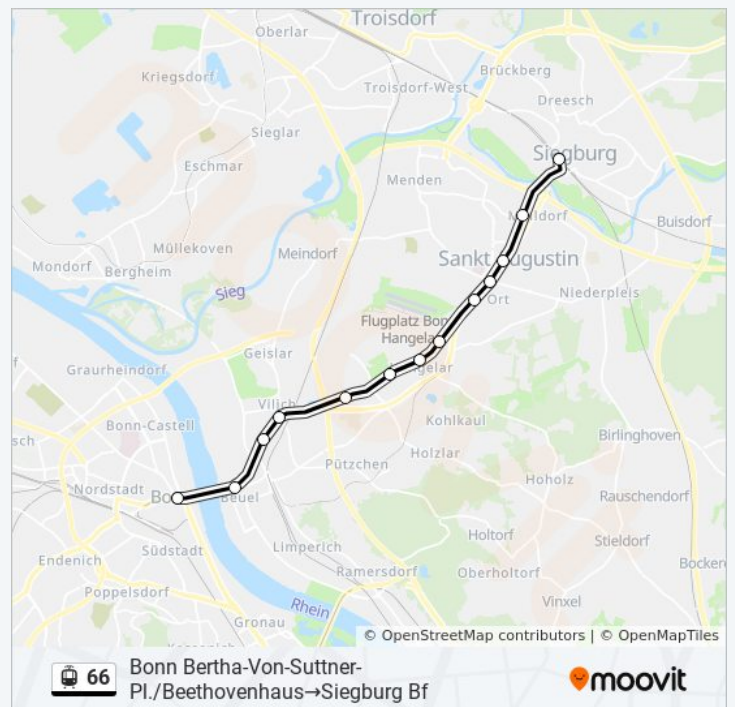 Troisdorf
Oberlar
Brückberg
Kriegsdorf
Troisdorf-West
Dreesch
Sieglar
Siegburg
Eschmar
Menden
Buisdorf
Müllekoven
Meindorf
Sankt Augustin
Mondorf
Bergheim
Sieg
Ort
Niederpleis
Flugplatz Bon
Hangela
Geislar
Graurheindorf
Vilich
Bonn-Castell
Kohlkaul
Birlinghoven
Holzlar
Pützchen
Hoholz
Nordstadt
Beuel
Rauschendorf
Holtorf
Stieldorf
Südstadt
Limperich
Endenich
Ramersdorf
Oberholtorf
Bocker
Poppelsdorf
Vinxel
Rhein
Gronau
© OpenStreetMap contributors | © OpenMapTiles
66
Bonn Bertha-Von-Suttner-
Pl./Beethovenhaus→Siegburg Bf
moovit